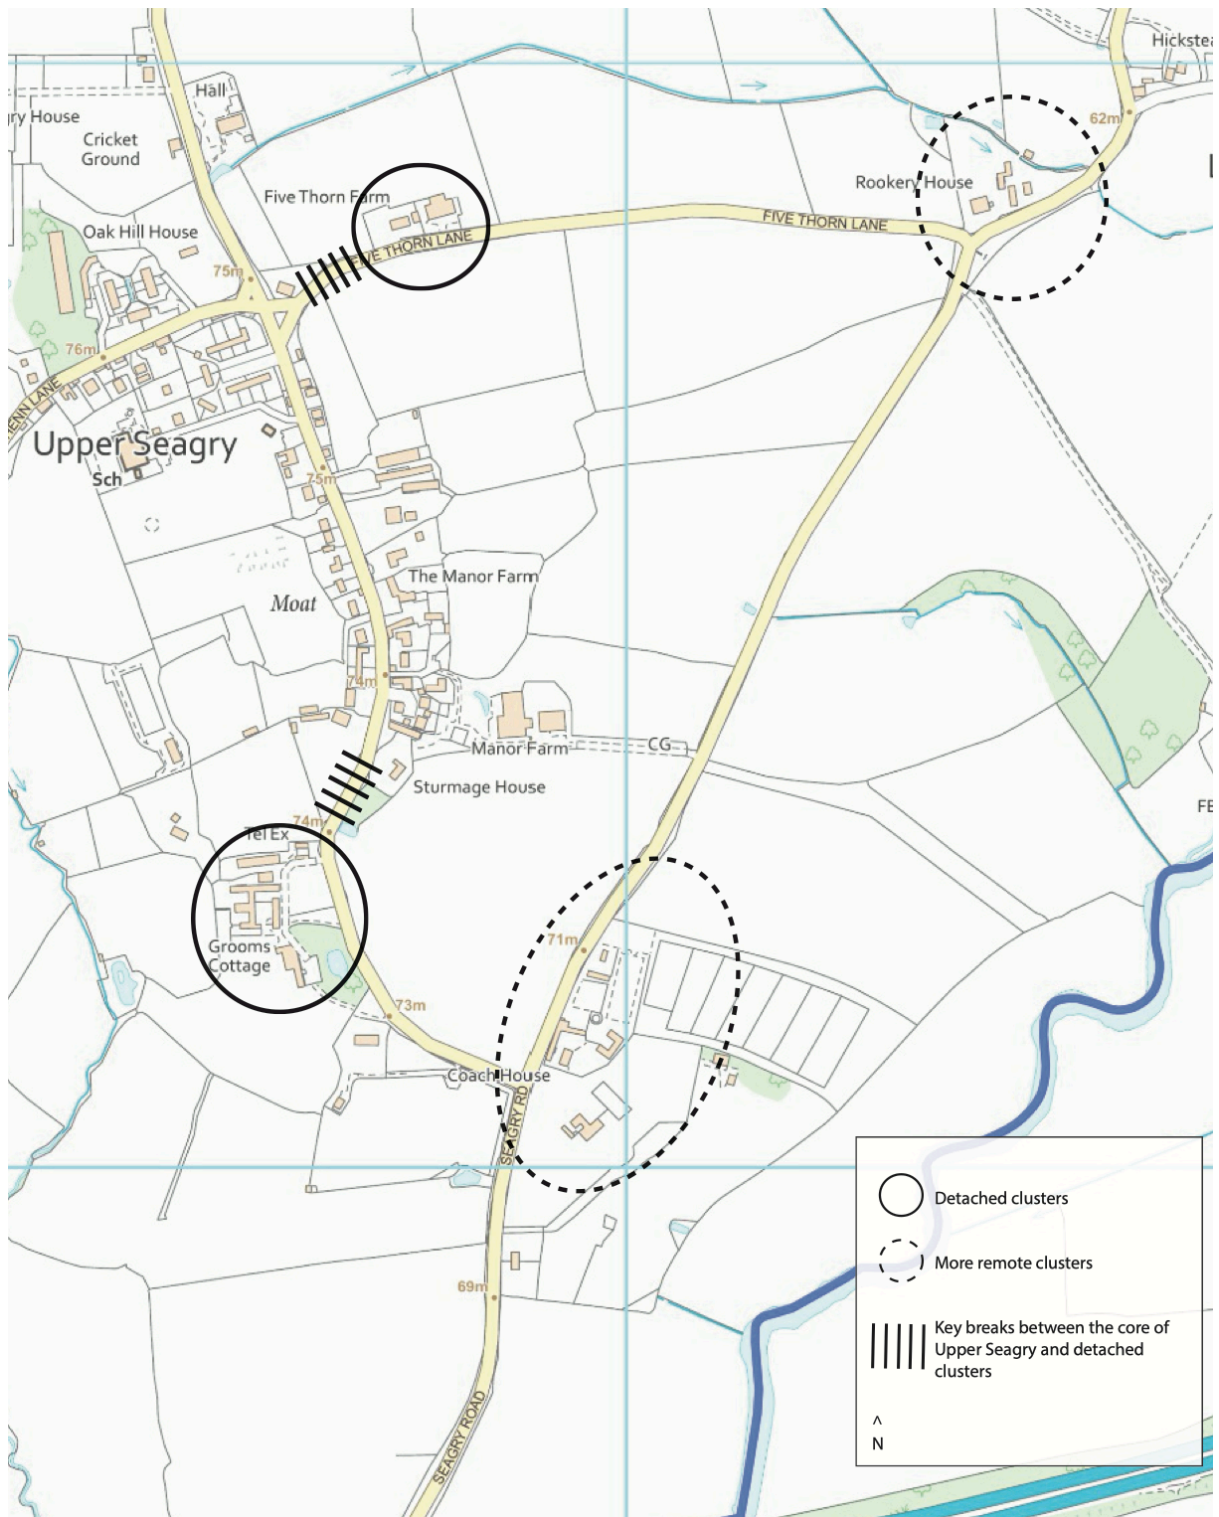 Hickste
Hall
ry House
62m
Cricket
Ground
Rookery House
Five Thorn Farm
FIVE THORN LANE
Oak Hill House
FIVE THORN LANE
75m
76m
HENN LANE
Upper Seagry
Sch
75m
The Manor Farm
Moat
74m
Manor Farm
CG
Sturmage House
FB
74m
Tel Ex
71m
Grooms
Cottage
73m
Coach House
SEAGRY RD
Detached clusters
More remote clusters
69m
Key breaks between the core of
Upper Seagry and detached
clusters
^
N
SEAGRY ROAD